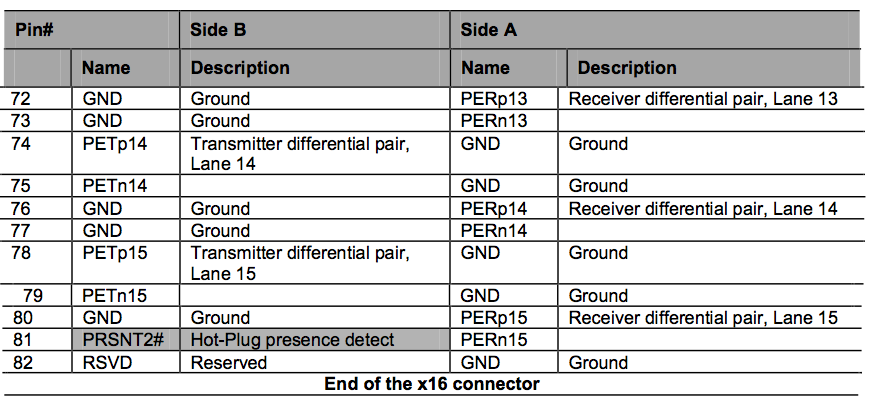 Pin# Side B Side A
Name Description Name Description
72 GND Ground PERp13 Receiver differential pair, Lane 13
73 GND Ground PERn13
74 PETp14 Transmitter differential pair, GND Ground
Lane 14
75 PETn14 GND Ground
76 GND Ground PERp14 Receiver differential pair, Lane 14
77 GND Ground PERn14
78 PETp15 Transmitter differential pair, GND Ground
Lane 15
79 PETn15 GND Ground
80 GND Ground PERp15 Receiver differential pair, Lane 15
81 PRSNT2# Hot-Plug presence detect PERn15
82 RSVD Reserved GND Ground
End of the x16 connector